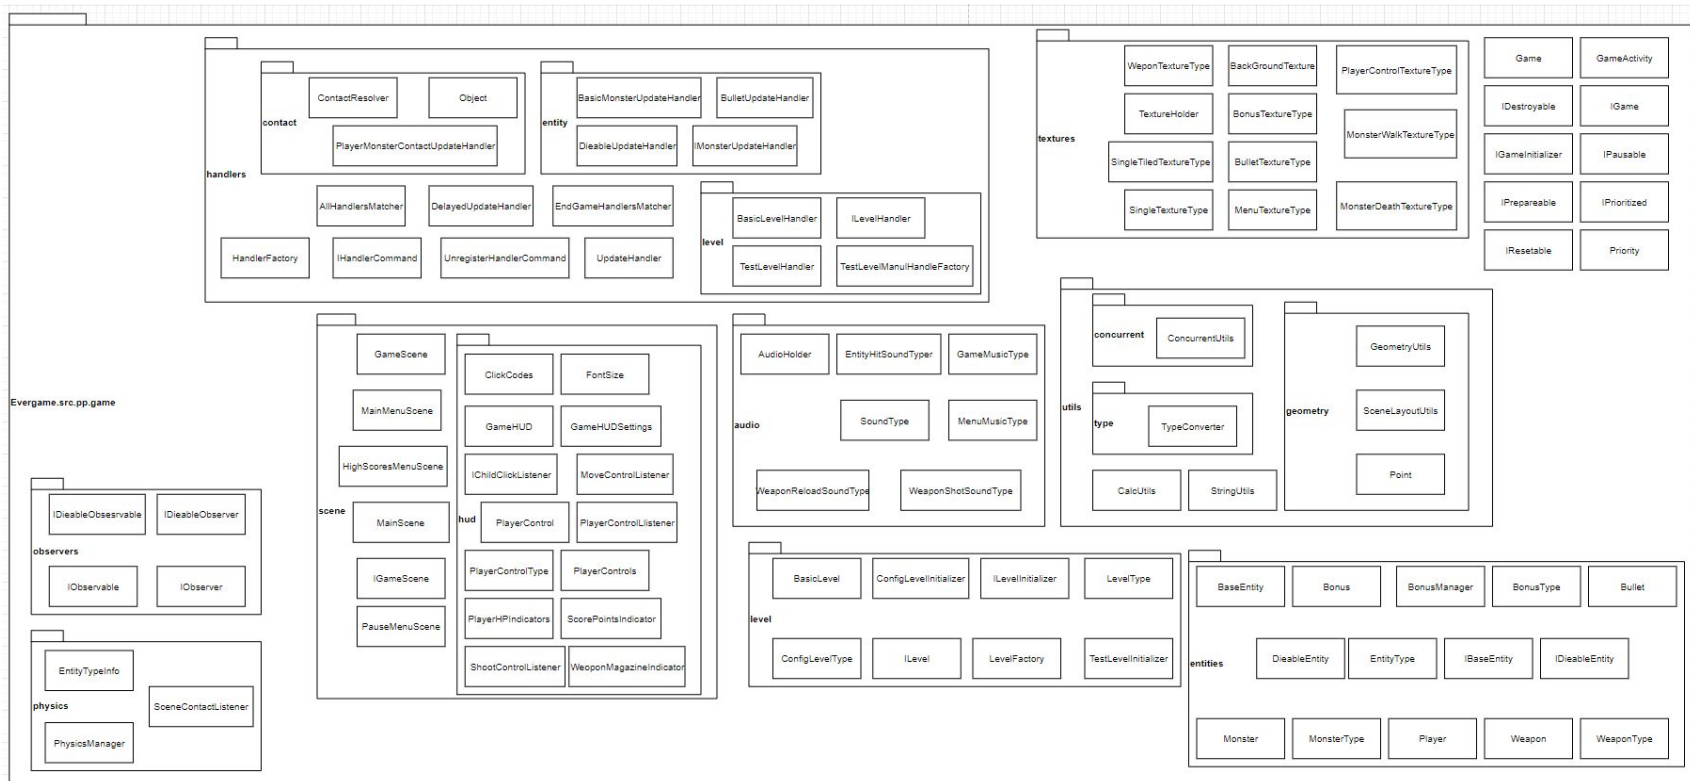 ContactResolver
Object
contact
PlayerMonsterContactUpdateHandler
BasicMonsterUpdateHandler
BulletUpdateHandler
entity
DieableUpdateHandler
IMonsterUpdateHandler
handlers
AllHandlersMatcher
DelayedUpdateHandler
EndGameHandlersMatcher
HandlerFactory
IHandlerCommand
UnregisterHandlerCommand
UpdateHandler
BasicLevelHandler
ILevelHandler
level
TestLevelHandler
TestLevelManulHandleFactory
WeponTextureType
BackGroundTexture
PlayerControlTextureType
TextureHolder
BonusTextureType
MonsterWalkTextureType
textures
SingleTiledTextureType
BulletTextureType
SingleTextureType
MenuTextureType
MonsterDeathTextureType
Game
GameActivity
IDestroyable
IGame
IGameInitializer
IPausable
IPrepareable
IPrioritized
IResetable
Priority
Evergame.src.pp.game
GameScene
MainMenuScene
HighScoresMenuScene
scene
MainScene
IGameScene
PauseMenuScene
ClickCodes
FontSize
GameHUD
GameHUDSettings
IChildClickListener
MoveControlListener
hud
PlayerControl
PlayerControlLlistener
PlayerControlType
PlayerControls
PlayerHPIndicators
ScorePointsIndicator
ShootControlListener
WeoponMagazineIndicator
AudioHolder
EntityHitSoundTyper
GameMusicType
audio
SoundType
MenuMusicType
WeaponReloadSoundType
WeaponShotSoundType
concurrent
ConcurrentUtils
utils
type
TypeConverter
CalcUtils
StringUtils
GeometryUtils
geometry
SceneLayoutUtils
Point
IDieableObsesrvable
IDieableObserver
observers
IObservable
IObserver
EntityTypeInfo
physics
SceneContactListener
PhysicsManager
BasicLevel
ConfigLevelInitializer
ILevelInitializer
LevelType
level
ConfigLevelType
ILevel
LevelFactory
TestLevelInitializer
BaseEntity
Bonus
BonusManager
BonusType
Bullet
entities
DieableEntity
EntityType
IBaseEntity
IDieableEntity
Monster
MonsterType
Player
Weapon
WeaponType